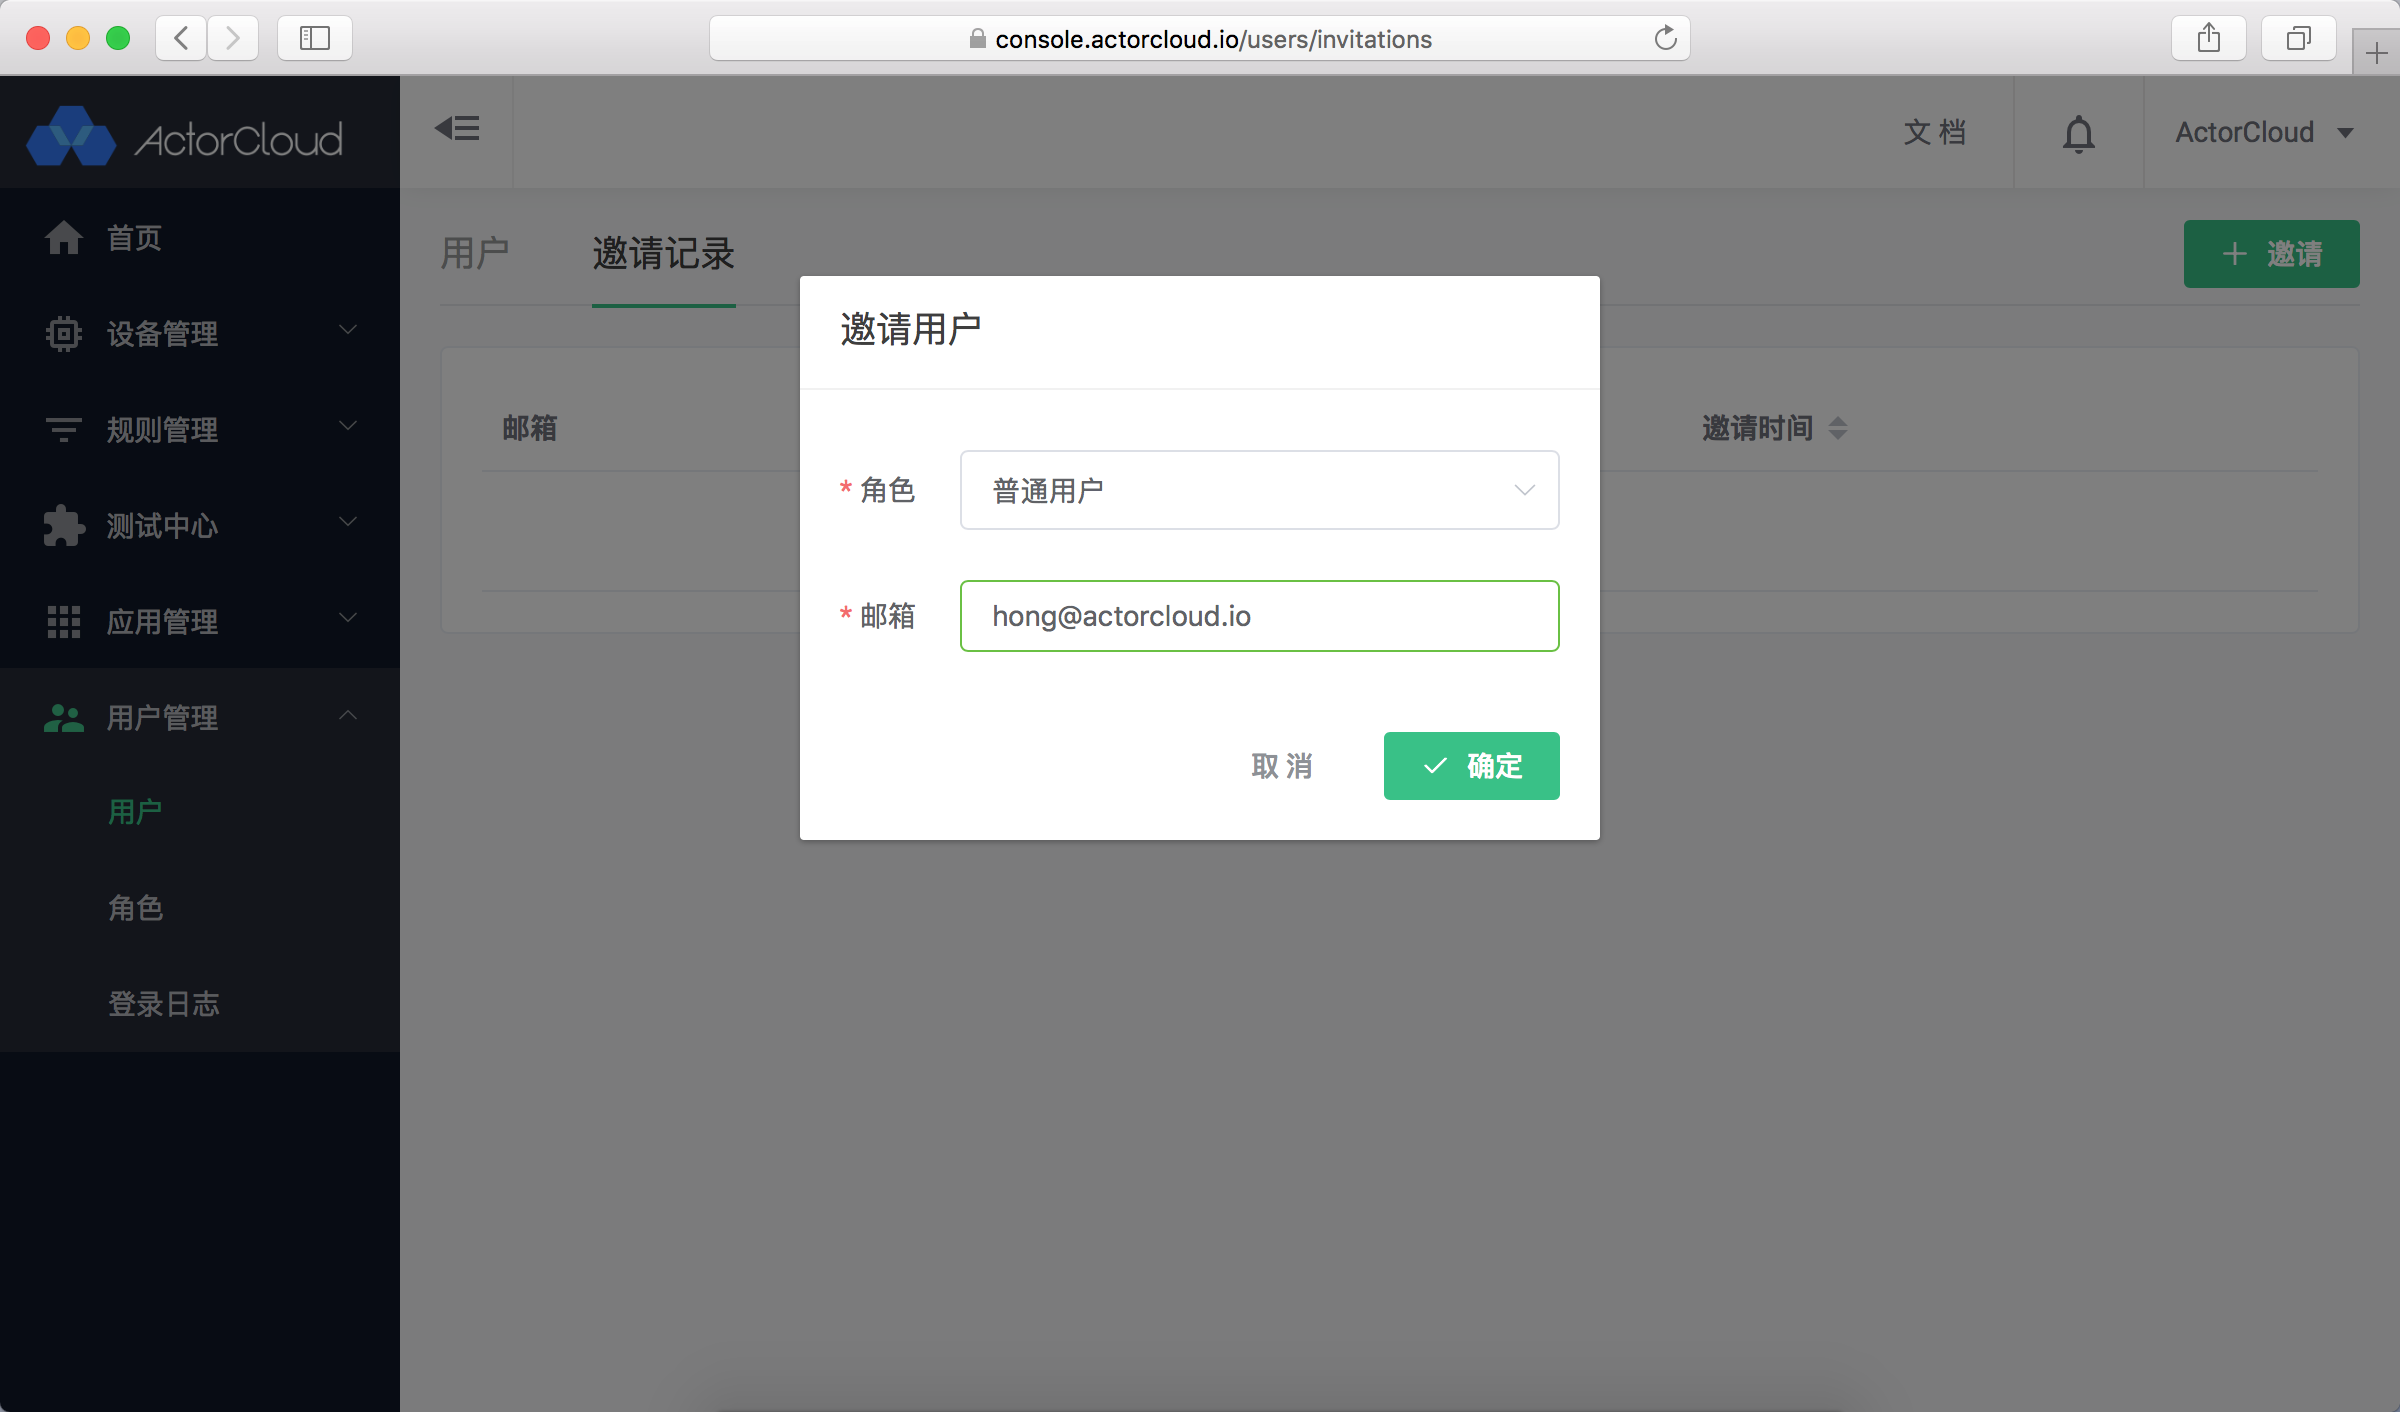 console.actorcloud.io/users/invitations
ActorCloud
文档
ActorCloud
首页
设备管理
规则管理
测试中心
应用管理
用户管理
用户
角色
登录日志
用户
邀请记录
邀请
邮箱
邀请时间
邀请用户
* 角色
普通用户
* 邮箱
hong@actorcloud.io
取消
确定